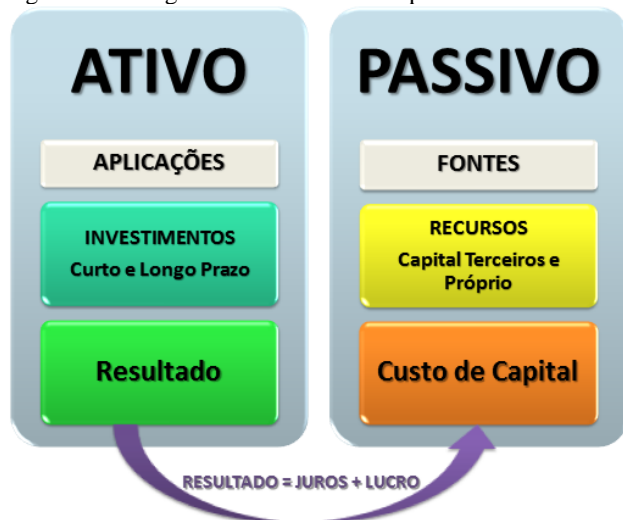 ATIVO
APLICAÇÕES
INVESTIMENTOS
Curto e Longo Prazo
Resultado
PASSIVO
FONTES
RECURSOS
Capital Terceiros e
Próprio
Custo de Capital
RESULTADO = JUROS + LUCRO